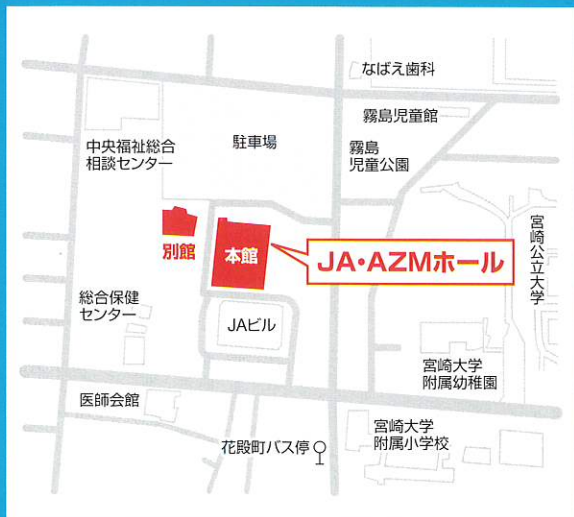 なばえ歯科
霧島児童館
中央福祉総合
相談センター
駐車場
霧島
児童公園
宮崎公立大学
別館
本館
JA・AZMホール
総合保健
センター
JAビル
宮崎大学
附属幼稚園
医師会館
宮崎大学
附属小学校
花殿町バス停